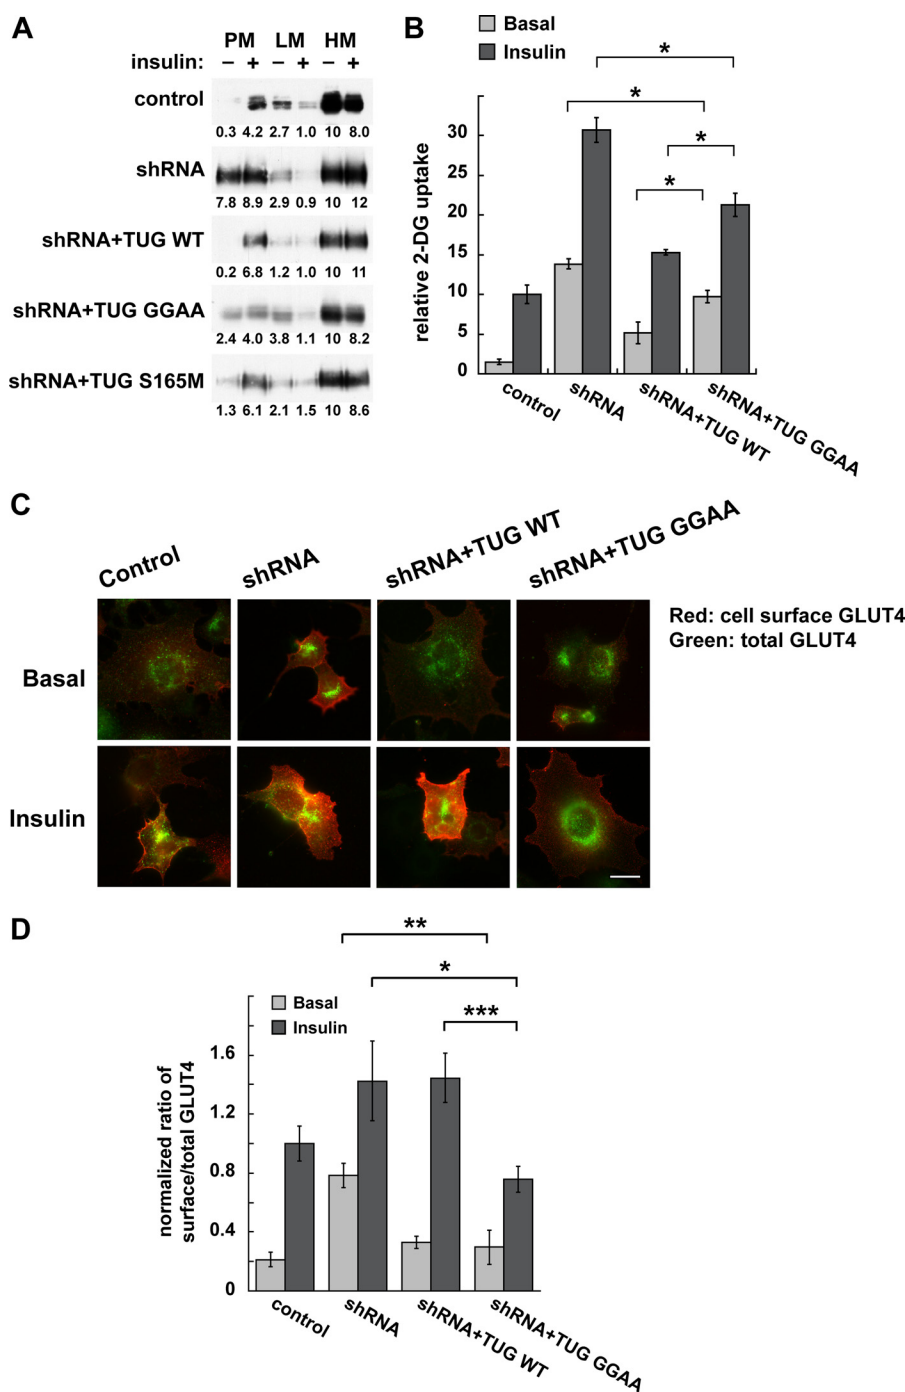 A
PM LM HM
insulin: – + – + – +
control
0.3 4.2 2.7 1.0 10 8.0
shRNA
7.8 8.9 2.9 0.9 10 12
shRNA+TUG WT
0.2 6.8 1.2 1.0 10 11
shRNA+TUG GGAA
2.4 4.0 3.8 1.1 10 8.2
shRNA+TUG S165M
1.3 6.1 2.1 1.5 10 8.6
B
Basal
Insulin
*
*
*
*
relative 2-DG uptake
30
25
20
15
10
5
0
control
shRNA
shRNA+TUG WT
shRNA+TUG GGAA
C
Control
shRNA
shRNA+TUG WT
shRNA+TUG GGAA
Basal
Insulin
Red: cell surface GLUT4
Green: total GLUT4
D
**
*
***
Basal
Insulin
normalized ratio of
surface/total GLUT4
1.6
1.2
0.8
0.4
0
control
shRNA
shRNA+TUG WT
shRNA+TUG GGAA